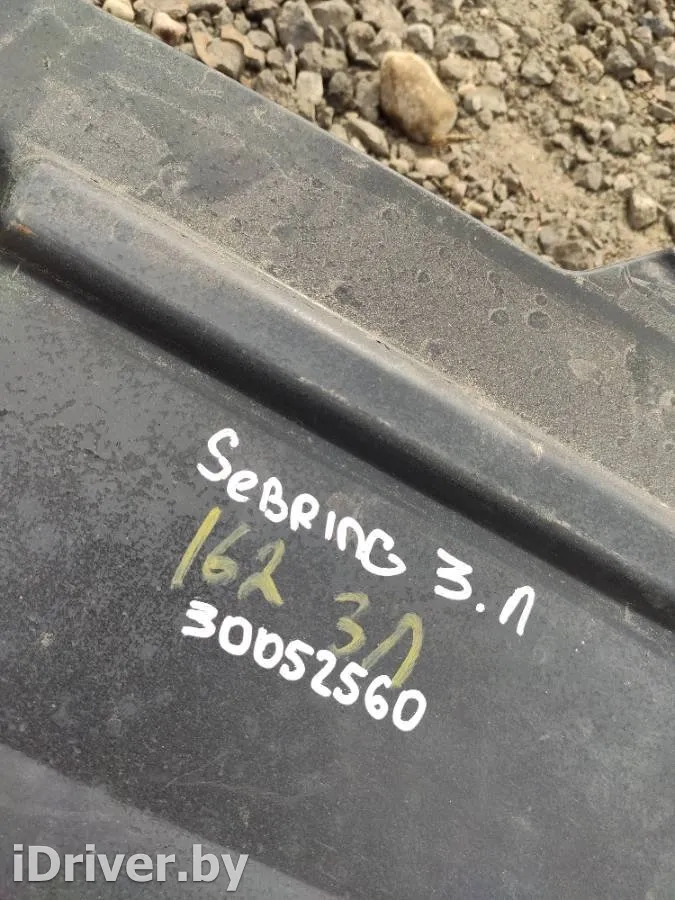 SeBRING 3.Л
162 3Л
30052560
iDriver.by